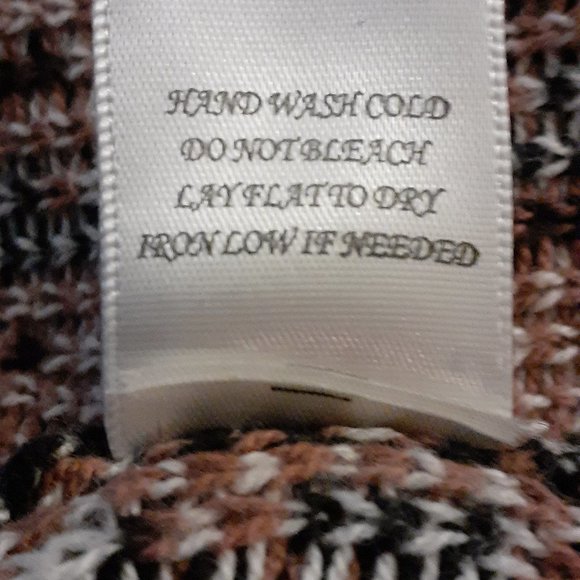 HAND WASH COLD
DO NOT BLEACH
LAY FLAT TO DRY
IRON LOW IF NEEDED